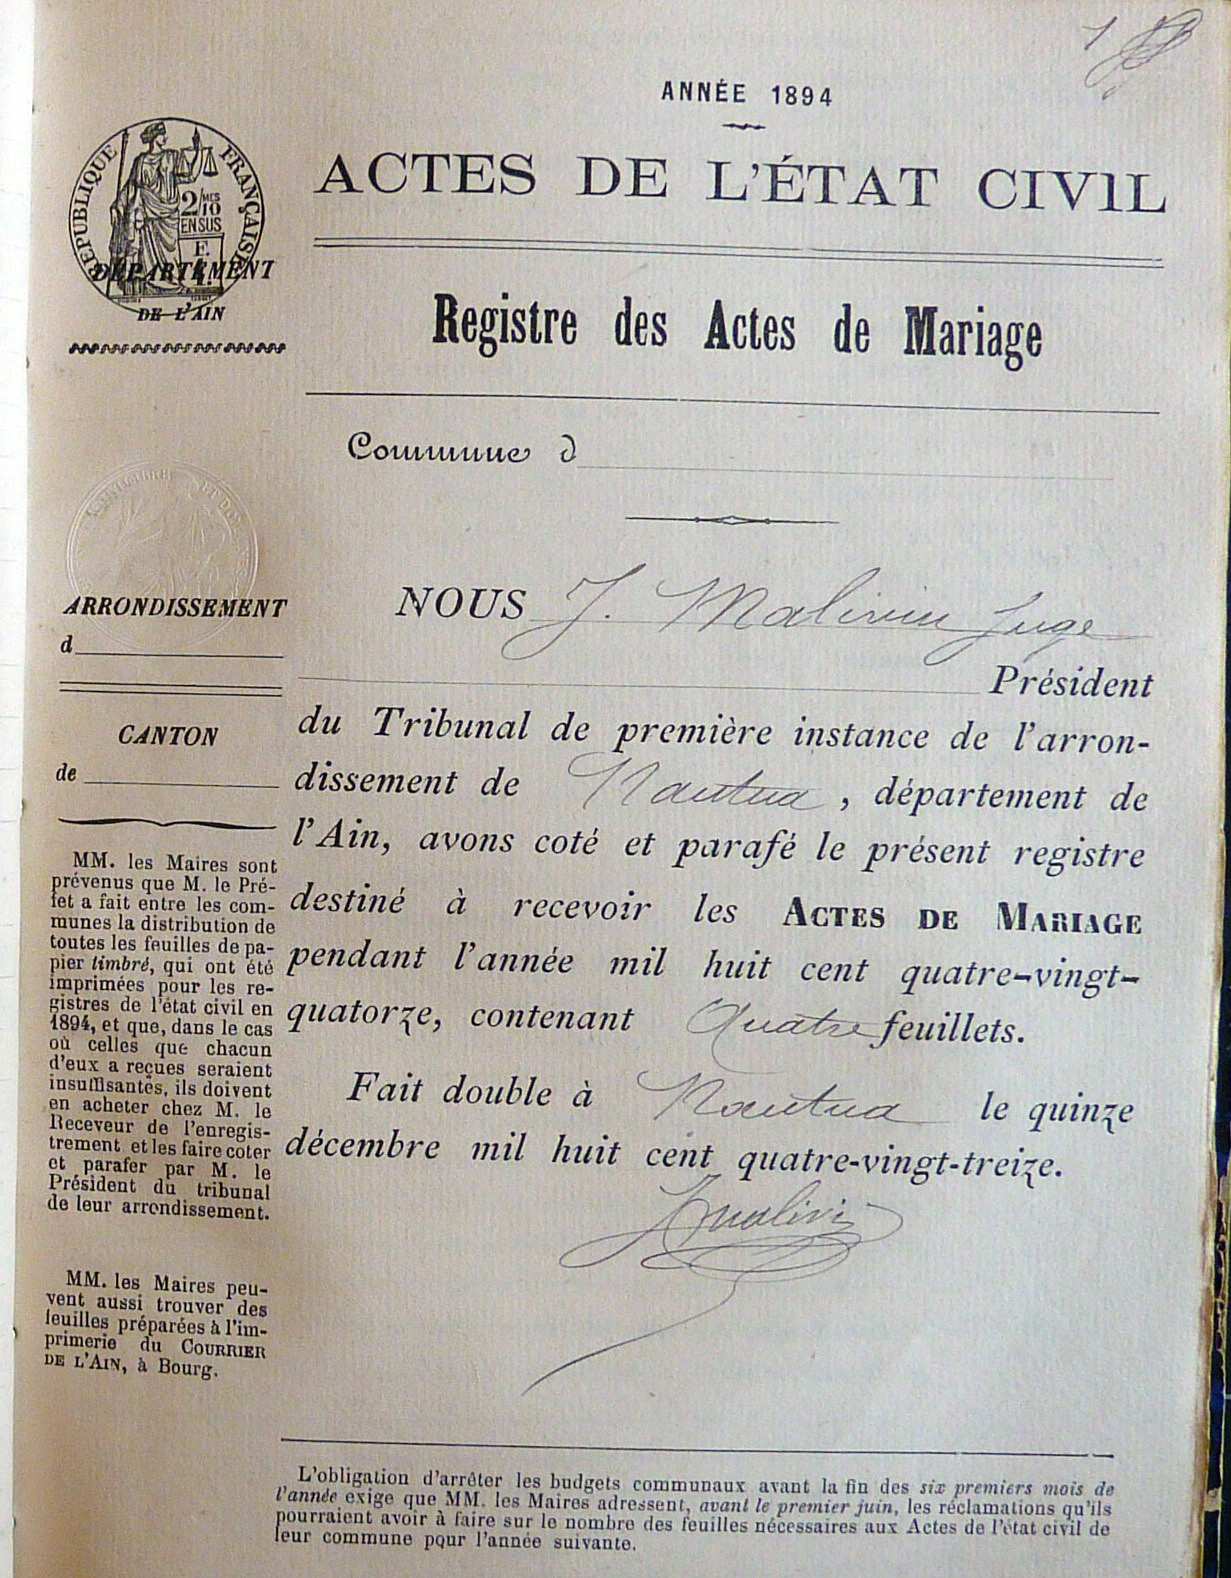 1
ANNÉE 1894
ACTES DE L'ÉTAT CIVIL
RÉPUBLIQUE FRANÇAISE
2/10 MES
EN SUS
F.
DÉPARTEMENT
DE L'AIN
Registre des Actes de Mariage
Commune d
ARRONDISSEMENT
d
CANTON
de
MM. les Maires sont
prévenus que M. le Pré-
fet a fait entre les com-
munes la distribution de
toutes les feuilles de pa-
pier timbré, qui ont été
imprimées pour les re-
gistres de l'état civil en
1894, et que, dans le cas
où celles que chacun
d'eux a reçues seraient
insuffisantes, ils doivent
en acheter chez M. le
Receveur de l'enregis-
trement et les faire coter
et parafer par M. le
Président du tribunal
de leur arrondissement.
MM. les Maires peu-
vent aussi trouver des
feuilles préparées à l'im-
primerie du COURRIER
DE L'AIN, à Bourg.
NOUS J. Malivin Juge
Président
du Tribunal de première instance de l'arron-
dissement de Nantua, département de
l'Ain, avons coté et parafé le présent registre
destiné à recevoir les ACTES DE MARIAGE
pendant l'année mil huit cent quatre-vingt-
quatorze, contenant Quatre feuillets.
Fait double à Nantua le quinze
décembre mil huit cent quatre-vingt-treize.
L'obligation d'arrêter les budgets communaux avant la fin des six premiers mois de
l'année exige que MM. les Maires adressent, avant le premier juin, les réclamations qu'ils
pourraient avoir à faire sur le nombre des feuilles nécessaires aux Actes de l'état civil de
leur commune pour l'année suivante.